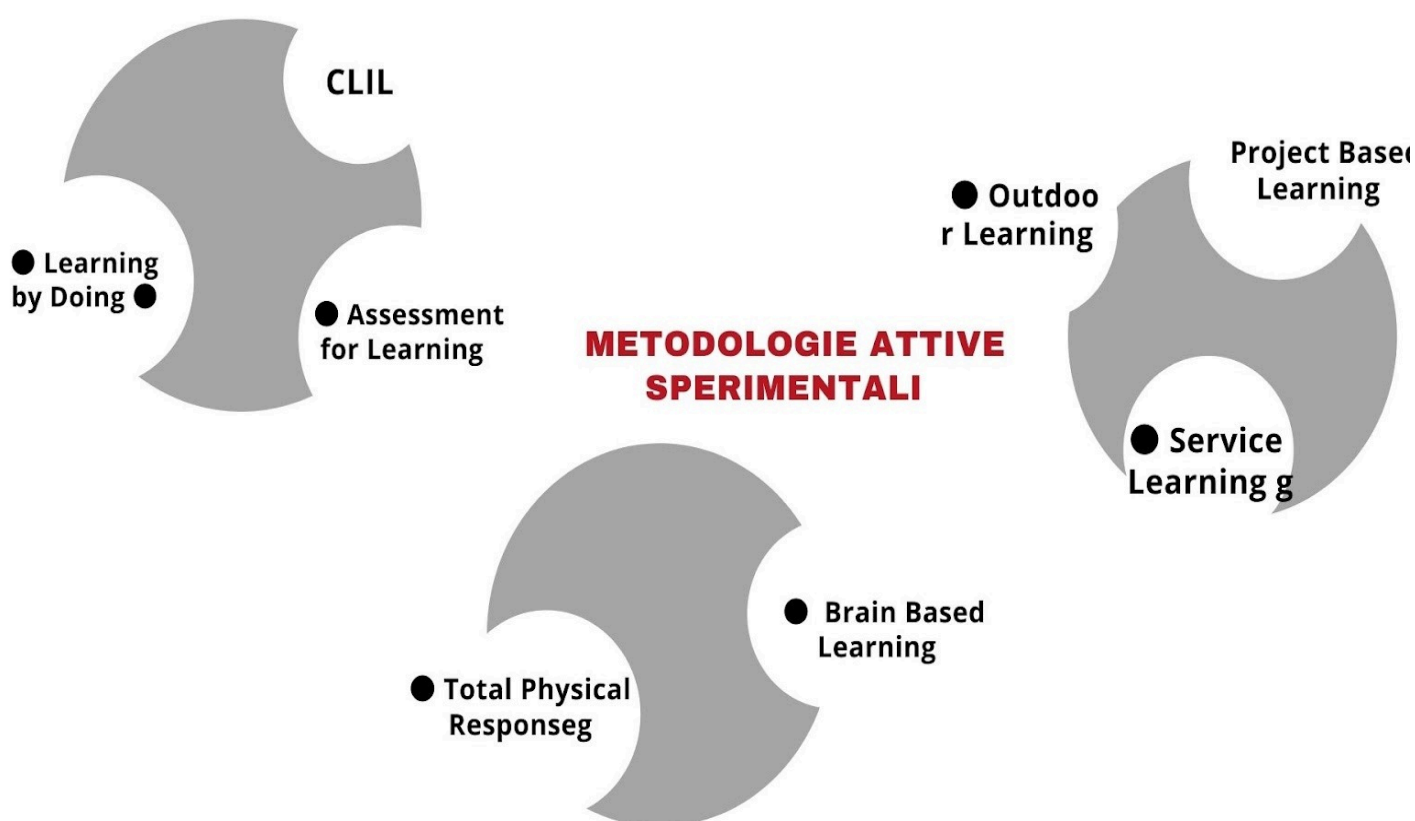 CLIL
● Learning
by Doing ●
● Assessment
for Learning
METODOLOGIE ATTIVE
SPERIMENTALI
● Outdoo
r Learning
Project Based
Learning
● Service
Learning g
● Total Physical
Responseg
● Brain Based
Learning